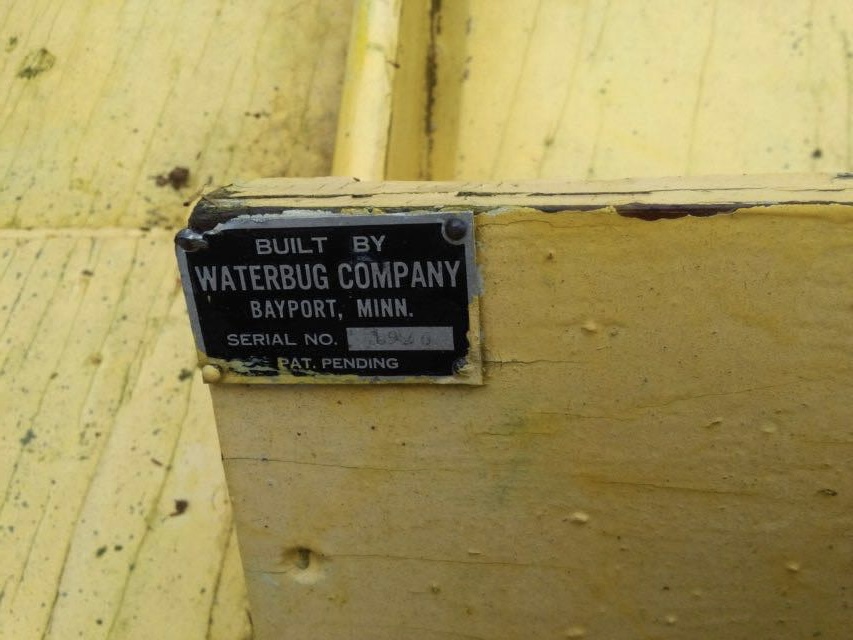 BUILT BY
WATERBUG COMPANY
BAYPORT, MINN.
SERIAL NO.
PAT. PENDING